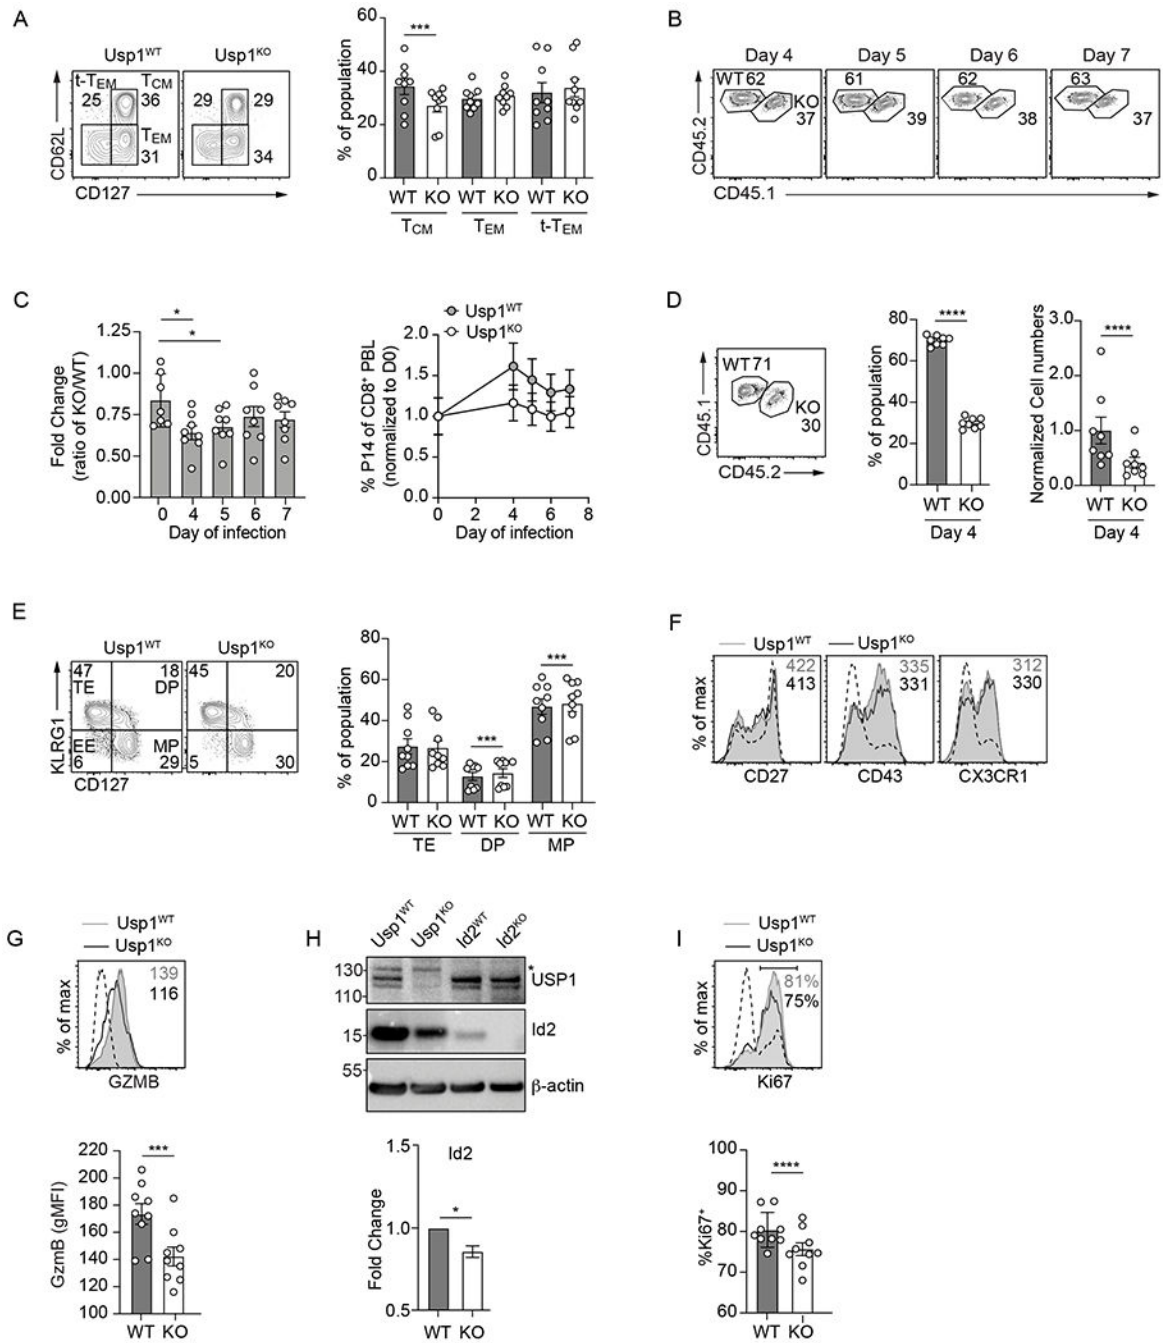 A
Usp1WT Usp1KO
t-TEM TCM
25 36 29 29
TEM
31 34
CD62L
CD127
% of population
60
40
20
0
***
WT KO WT KO WT KO
TCM TEM t-TEM
B
Day 4 Day 5 Day 6 Day 7
WT 62 61 62 63
KO
37 39 38 37
CD45.2
CD45.1
C
Fold Change
(ratio of KO/WT)
1.25
1.00
0.75
0.50
0.00
*
*
0 4 5 6 7
Day of infection
Usp1WT
Usp1KO
% P14 of CD8+ PBL
(normalized to D0)
2.0
1.5
1.0
0.5
0.0
0 2 4 6 8
Day of infection
D
WT 71
KO
30
CD45.1
CD45.2
% of population
80
60
40
20
0
****
WT KO
Day 4
Normalized Cell numbers
3.0
2.0
1.0
0.0
****
WT KO
Day 4
E
Usp1WT Usp1KO
47 18 45 20
TE DP
EE MP
6 29 5 30
KLRG1
CD127
% of population
80
60
40
20
0
***
***
WT KO WT KO WT KO
TE DP MP
F
Usp1WT Usp1KO
422 335 312
413 331 330
% of max
CD27 CD43 CX3CR1
G
Usp1WT
Usp1KO
139
116
% of max
GZMB
GzmB (gMFI)
220
200
180
160
140
120
100
***
WT KO
H
Usp1WT Usp1KO Id2WT Id2KO
130
110
*
USP1
15
Id2
55
β-actin
Id2
Fold Change
1.5
1.0
0.5
*
WT KO
I
Usp1WT
Usp1KO
81%
75%
% of max
Ki67
%Ki67+
100
90
80
70
60
****
WT KO